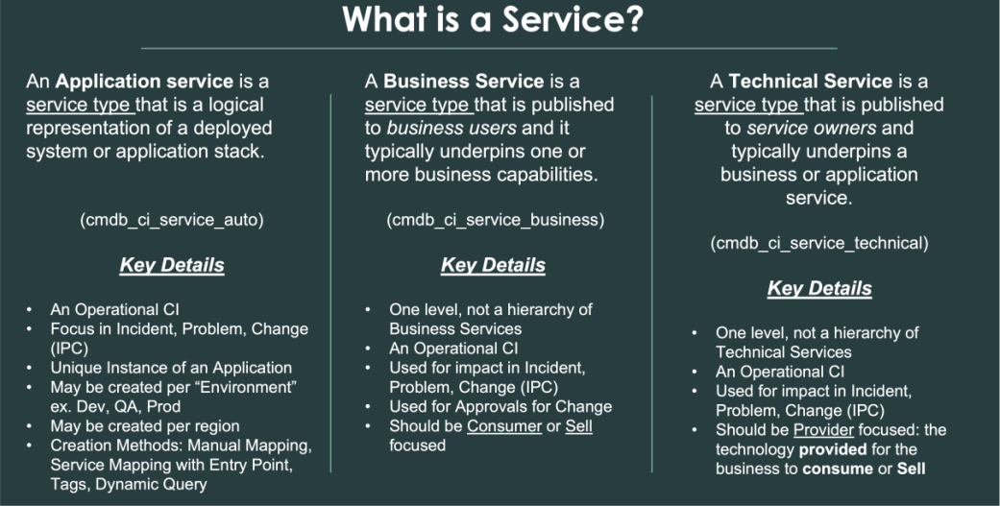 What is a Service?
An Application service is a
service type that is a logical
representation of a deployed
system or application stack.
(cmdb_ci_service_auto)
Key Details
• An Operational CI
• Focus in Incident, Problem, Change
(IPC)
• Unique Instance of an Application
• May be created per “Environment”
ex. Dev, QA, Prod
• May be created per region
• Creation Methods: Manual Mapping,
Service Mapping with Entry Point,
Tags, Dynamic Query
A Business Service is a
service type that is published
to business users and it
typically underpins one or
more business capabilities.
(cmdb_ci_service_business)
Key Details
• One level, not a hierarchy of
Business Services
• An Operational CI
• Used for impact in Incident,
Problem, Change (IPC)
• Used for Approvals for Change
• Should be Consumer or Sell
focused
A Technical Service is a
service type that is published
to service owners and
typically underpins a
business or application
service.
(cmdb_ci_service_technical)
Key Details
• One level, not a hierarchy of
Technical Services
• An Operational CI
• Used for impact in Incident,
Problem, Change (IPC)
• Should be Provider focused: the
technology provided for the
business to consume or Sell